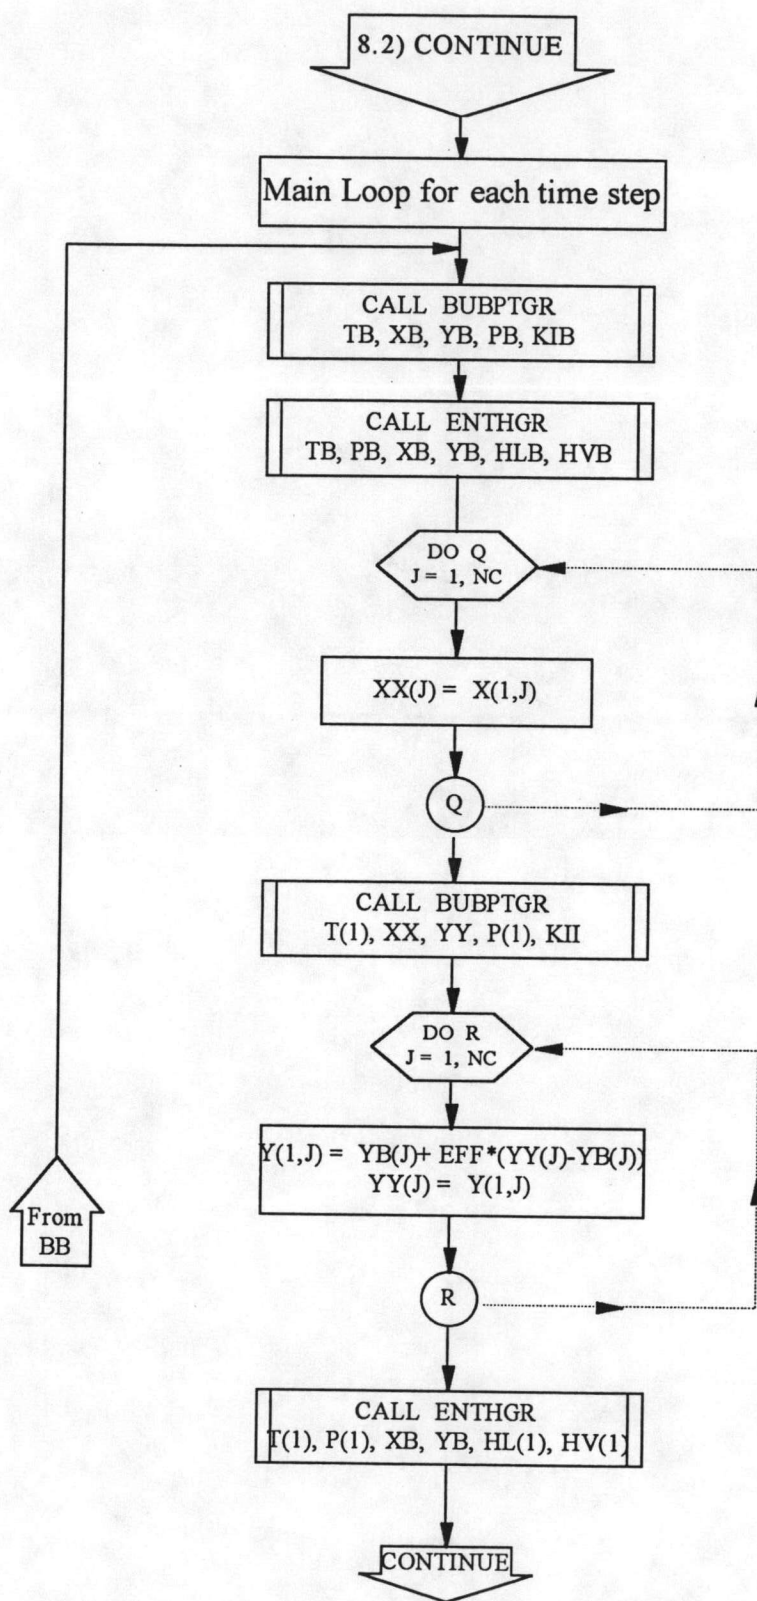 8.2) CONTINUE
Main Loop for each time step
CALL BUBPTGR
TB, XB, YB, PB, KIB
CALL ENTHGR
TB, PB, XB, YB, HLB, HVB
DO Q
J = 1, NC
XX(J) = X(1,J)
Q
CALL BUBPTGR
T(1), XX, YY, P(1), KII
DO R
J = 1, NC
Y(1,J) = YB(J)+ EFF*(YY(J)-YB(J))
YY(J) = Y(1,J)
From
BB
R
CALL ENTHGR
T(1), P(1), XB, YB, HL(1), HV(1)
CONTINUE